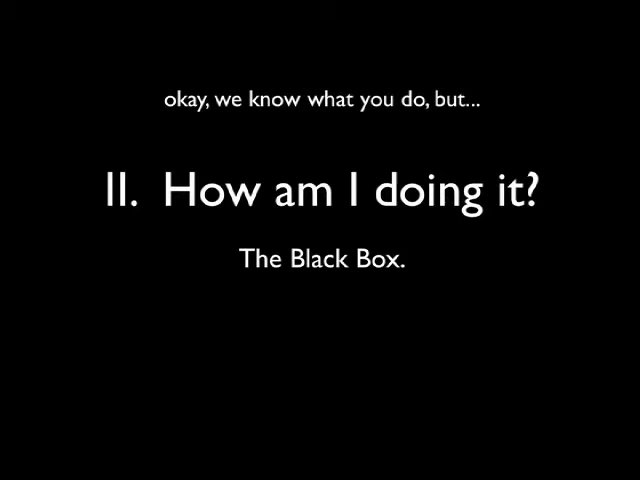 okay, we know what you do, but...
II. How am I doing it?
The Black Box.